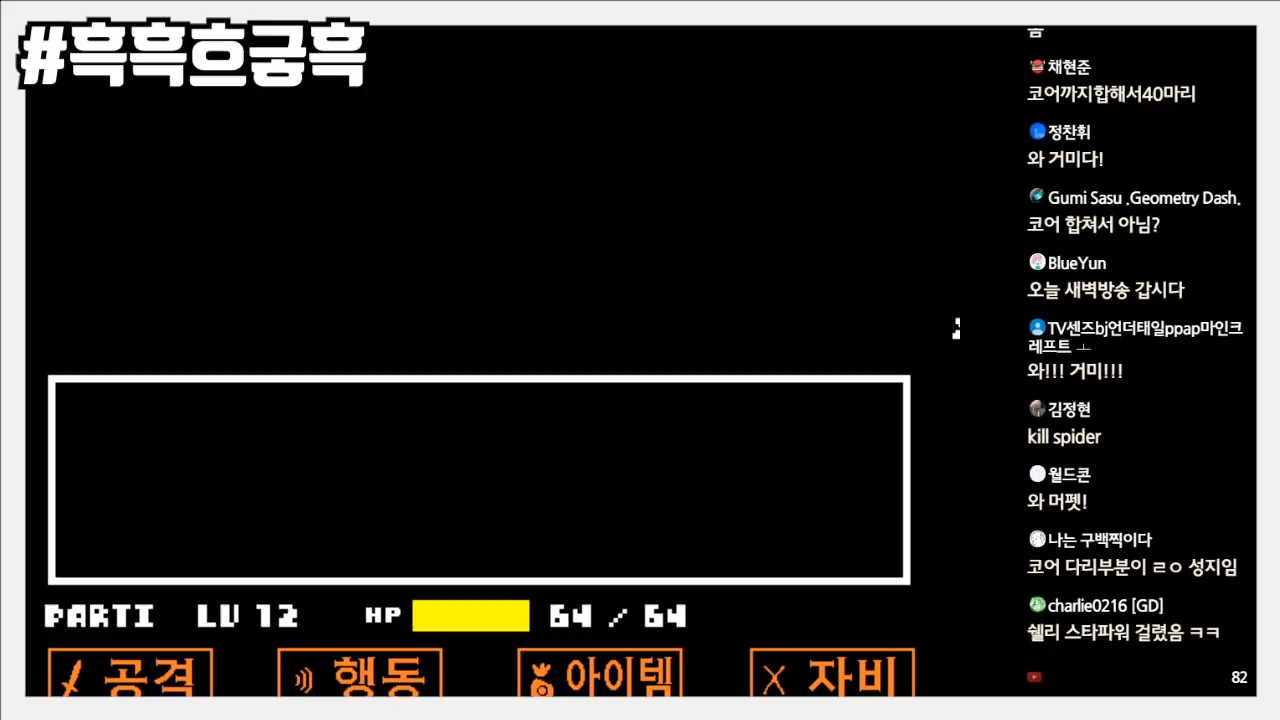 #흑흑흐긓흑
채현준
코어까지합해서40마리
정찬휘
와 거미다!
Gumi Sasu .Geometry Dash.
코어 합쳐서 아님?
BlueYun
오늘 새벽방송 갑시다
TV센즈bj언더태일ppap마인크
레프트 ㅗ
와!!! 거미!!!
김정현
kill spider
월드콘
와 머펫!
나는 구백찍이다
코어 다리부분이 ㄹㅇ 성지임
charlie0216 [GD]
쉘리 스타파워 걸렸음 ㅋㅋ
82
PARTI LV 12 HP 64 / 64
공격 행동 아이템 자비